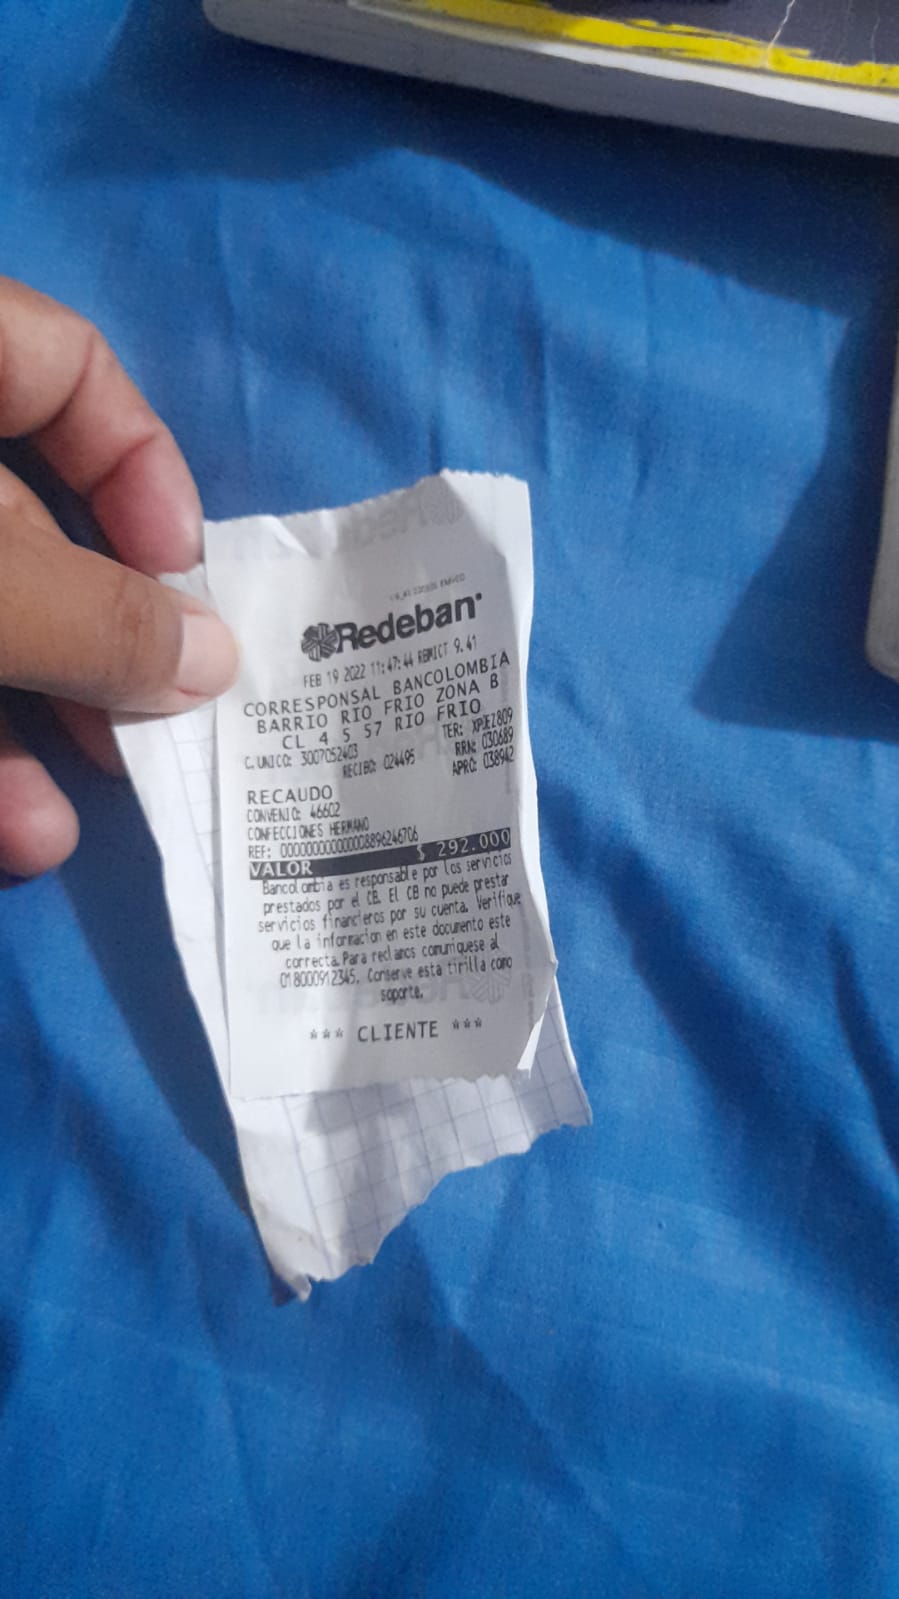 Redeban
FEB 19 2022 11:47:44 RBMICT 9.41
CORRESPONSAL BANCOLOMBIA
BARRIO RIO FRIO ZONA B
CL 4 5 57 RIO FRIO
C.UNICO: 3007052403 TER: XPUEZ809
RECIBO: 024495 RRN: 030689
APRO: 038942
RECAUDO
CONVENIO: 46602
CONFECCIONES HERMANO
REF: 00000000000008896246706
VALOR $ 292.000
Bancolombia es responsable por los servicios
prestados por el CB. El CB no puede prestar
servicios financieros por su cuenta. Verifique
que la informacion en este documento este
correcta. Para reclamos comuniquese al
018000912345. Conserve esta tirilla como
soporte.
*** CLIENTE ***